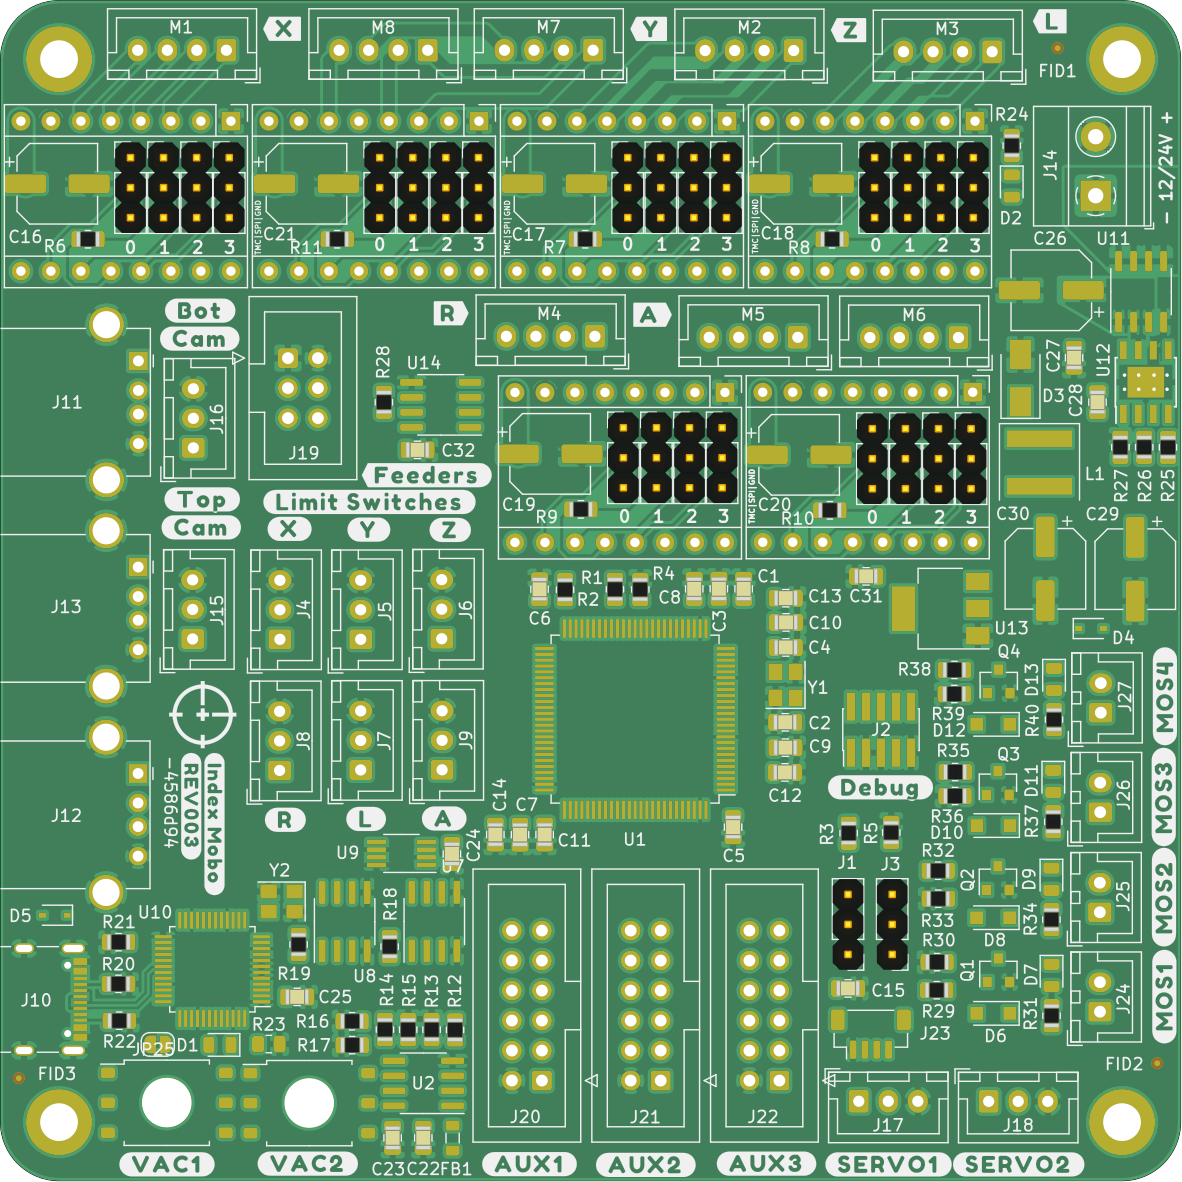 M1
X
M8
M7
Y
M2
Z
M3
L
FID1
R24
J14
- 12/24V +
D2
C26
U11
+
C16
R6
0 1 2 3
+
C21
R11
TMC|SPI|GND
0 1 2 3
+
C17
R7
TMC|SPI|GND
0 1 2 3
+
C18
R8
TMC|SPI|GND
0 1 2 3
+
Bot
Cam
R
M4
A
M5
M6
J11
J16
J19
R28
U14
C32
C27
U12
D3
C28
L1
R27
R26
R25
Feeders
Top
Cam
Limit Switches
X
Y
Z
+
C19
R9
0 1 2 3
+
C20
R10
TMC|SPI|GND
0 1 2 3
C30
+
C29
+
J13
J15
J4
J5
J6
C6
R1
R2
R4
C8
C3
C1
C13
C10
C4
C31
U13
D4
J8
J7
J9
Y1
C2
C9
C12
J2
Debug
R38
R39
D12
Q4
D13
R40
J27
MOS4
J12
-4586d94
REV003
Index Mobo
R
L
A
C14
C7
C11
U1
C5
R35
R36
D10
Q3
D11
R37
J26
MOS3
U9
C24
R3
R5
J1
J3
R32
R33
Q2
D8
D9
R34
J25
MOS2
D5
Y2
U10
R21
R20
R22
R19
R18
U8
C25
J10
JP25
D1
R23
R16
R17
R14
R15
R13
R12
C15
J23
R30
R29
Q1
D6
D7
R31
J24
MOS1
FID3
U2
FID2
C23
C22
FB1
J20
J21
J22
J17
J18
VAC1
VAC2
AUX1
AUX2
AUX3
SERVO1
SERVO2